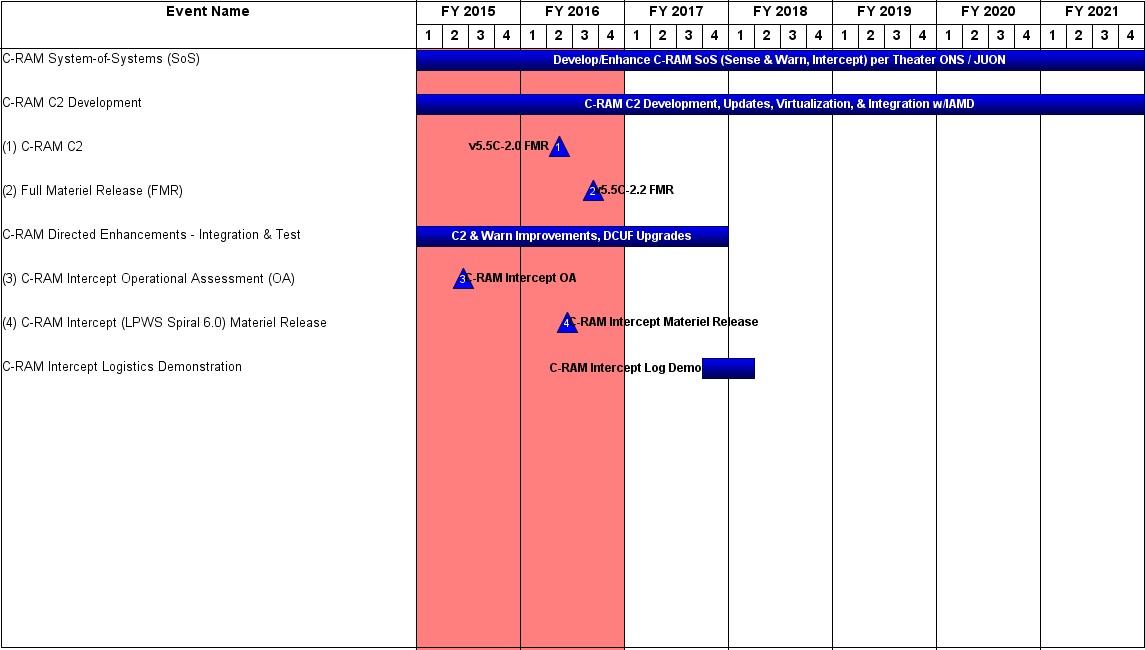 Event Name FY 2015 FY 2016 FY 2017 FY 2018 FY 2019 FY 2020 FY 2021
1 2 3 4 1 2 3 4 1 2 3 4 1 2 3 4 1 2 3 4 1 2 3 4 1 2 3 4
C-RAM System-of-Systems (SoS) Develop/Enhance C-RAM SoS (Sense & Warn, Intercept) per Theater ONS / JUON
C-RAM C2 Development C-RAM C2 Development, Updates, Virtualization, & Integration w/IAMD
(1) C-RAM C2 v5.5C-2.0 FMR 1
(2) Full Materiel Release (FMR) 2 v5.5C-2.2 FMR
C-RAM Directed Enhancements - Integration & Test C2 & Warn Improvements, DCUF Upgrades
(3) C-RAM Intercept Operational Assessment (OA) 3 C-RAM Intercept OA
(4) C-RAM Intercept (LPWS Spiral 6.0) Materiel Release 4 C-RAM Intercept Materiel Release
C-RAM Intercept Logistics Demonstration C-RAM Intercept Log Demo